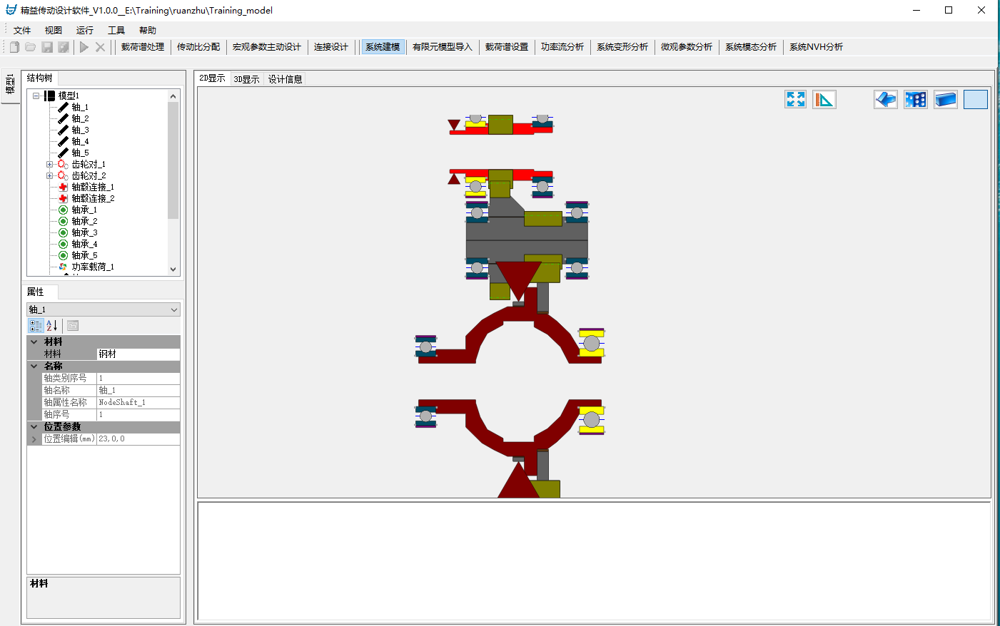 精益传动设计软件_V1.0.0__E:\Training\ruanzhu\Training_model
文件 视图 运行 工具 帮助
载荷谱处理 传动比分配 宏观参数主动设计 连接设计 系统建模 有限元模型导入 载荷谱设置 功率流分析 系统变形分析 微观参数分析 系统模态分析 系统NVH分析
模型1
结构树
模型1
轴_1
轴_2
轴_3
轴_4
轴_5
齿轮对_1
齿轮对_2
轴毂连接_1
轴毂连接_2
轴承_1
轴承_2
轴承_3
轴承_4
轴承_5
功率载荷_1
属性
轴_1
材料
材料 钢材
名称
轴类别序号 1
轴名称 轴_1
轴属性名称 NodeShaft_1
轴序号 1
位置参数
位置编辑(mm) 23,0,0
材料
2D显示 3D显示 设计信息